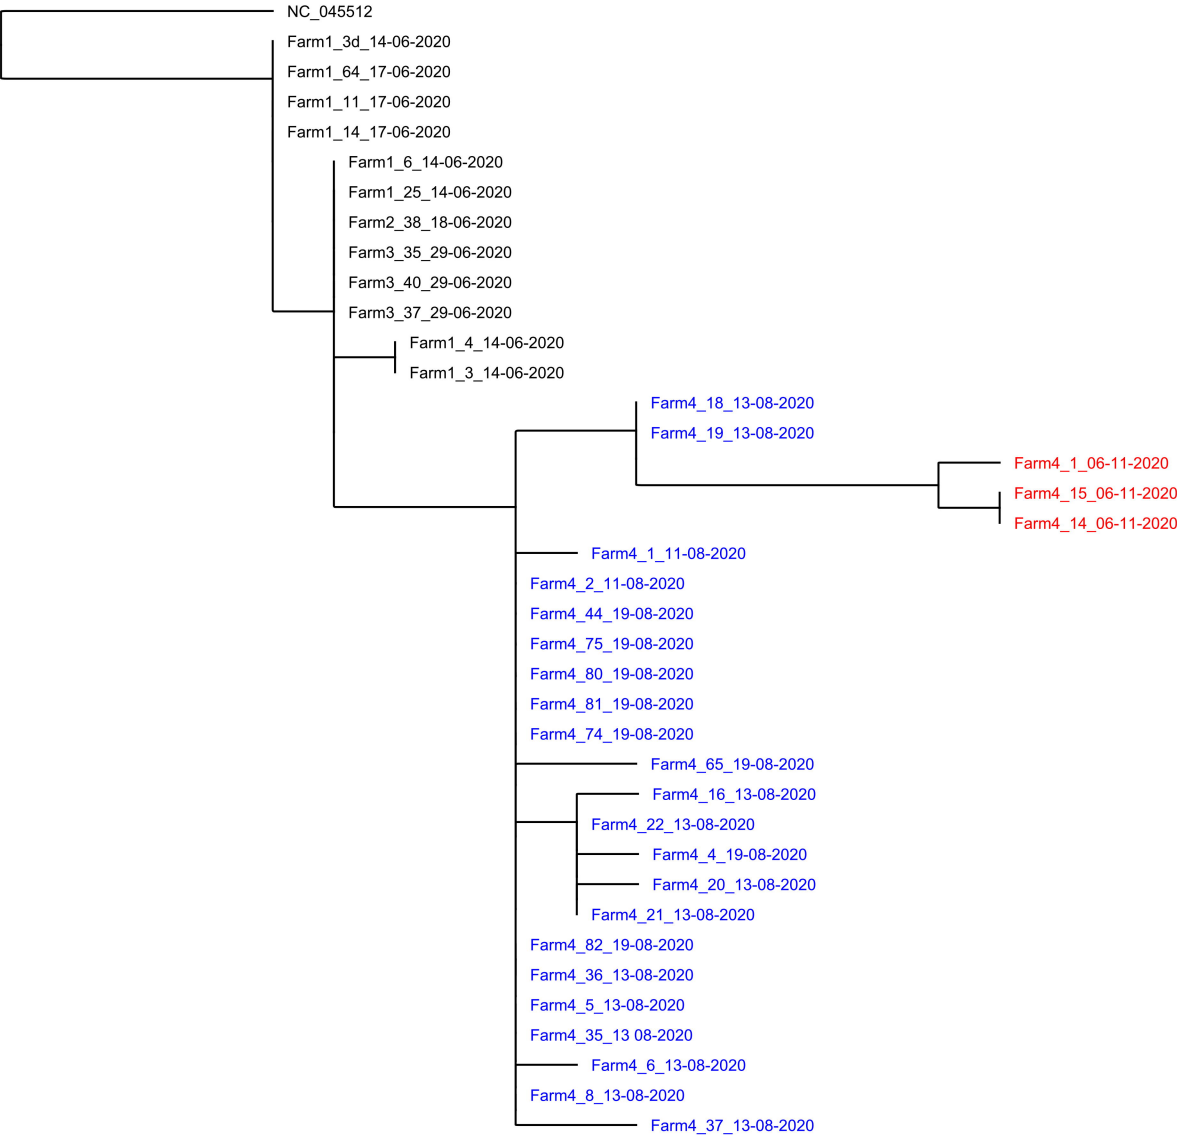 NC_045512
Farm1_3d_14-06-2020
Farm1_64_17-06-2020
Farm1_11_17-06-2020
Farm1_14_17-06-2020
Farm1_6_14-06-2020
Farm1_25_14-06-2020
Farm2_38_18-06-2020
Farm3_35_29-06-2020
Farm3_40_29-06-2020
Farm3_37_29-06-2020
Farm1_4_14-06-2020
Farm1_3_14-06-2020
Farm4_18_13-08-2020
Farm4_19_13-08-2020
Farm4_1_06-11-2020
Farm4_15_06-11-2020
Farm4_14_06-11-2020
Farm4_1_11-08-2020
Farm4_2_11-08-2020
Farm4_44_19-08-2020
Farm4_75_19-08-2020
Farm4_80_19-08-2020
Farm4_81_19-08-2020
Farm4_74_19-08-2020
Farm4_65_19-08-2020
Farm4_16_13-08-2020
Farm4_22_13-08-2020
Farm4_4_19-08-2020
Farm4_20_13-08-2020
Farm4_21_13-08-2020
Farm4_82_19-08-2020
Farm4_36_13-08-2020
Farm4_5_13-08-2020
Farm4_35_13 08-2020
Farm4_6_13-08-2020
Farm4_8_13-08-2020
Farm4_37_13-08-2020